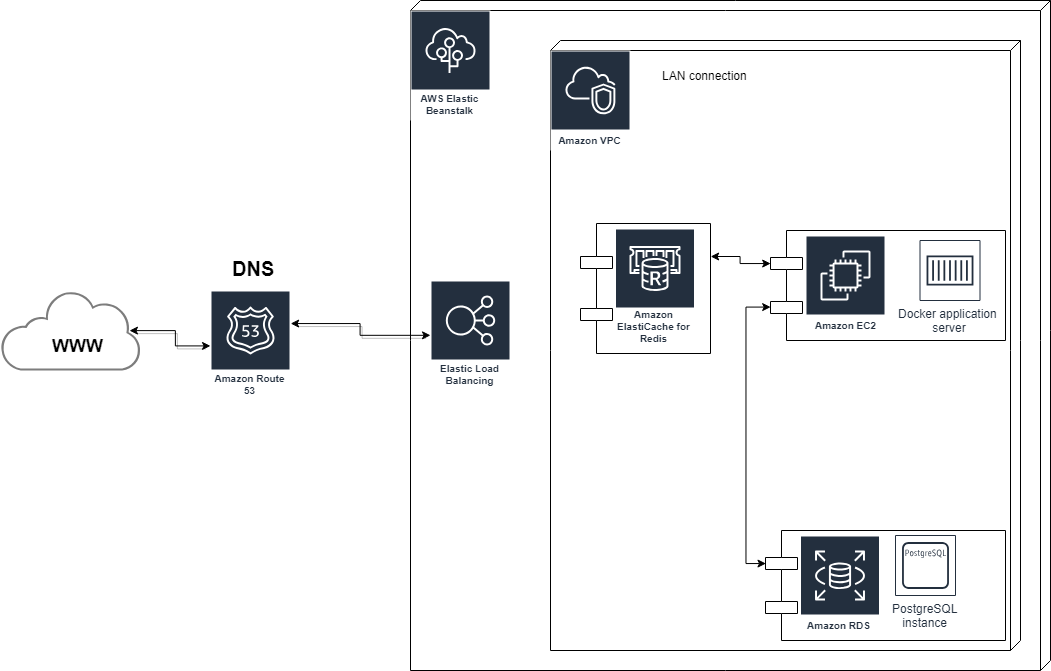 AWS Elastic
Beanstalk
LAN connection
Amazon VPC
DNS
WWW
53
Amazon Route
53
Elastic Load
Balancing
R
Amazon
ElastiCache for
Redis
Amazon EC2
Docker application
server
PostgreSQL
Amazon RDS
PostgreSQL
instance